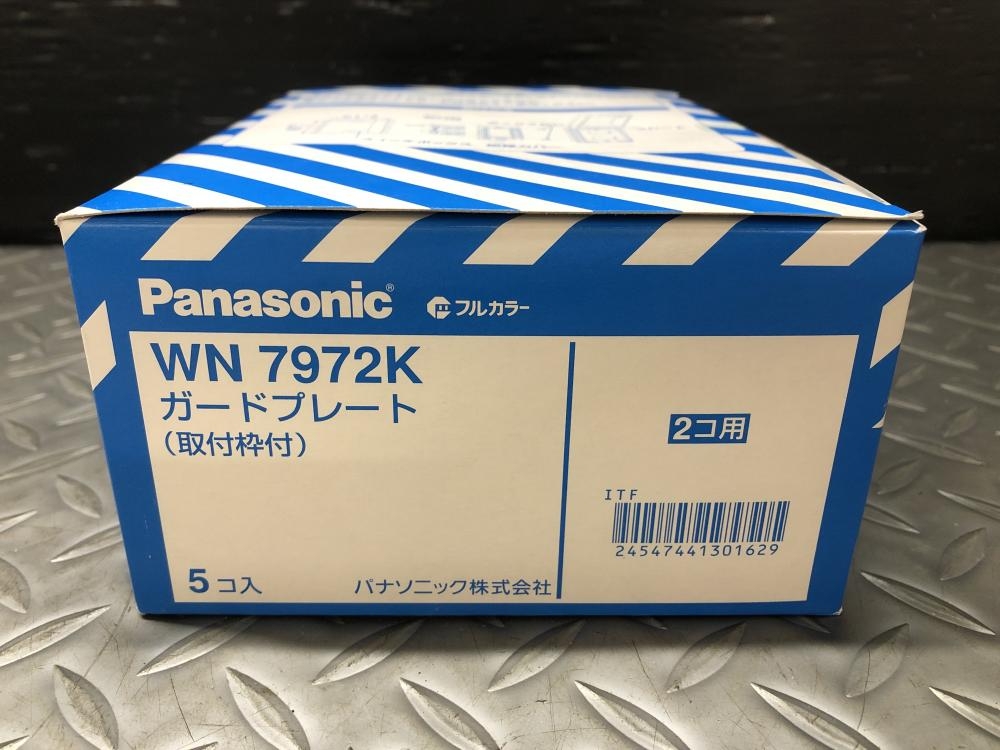 Panasonic® フルカラー
WN 7972K
ガードプレート
(取付枠付)
2コ用
ITF
24547441301629
5コ入
パナソニック株式会社